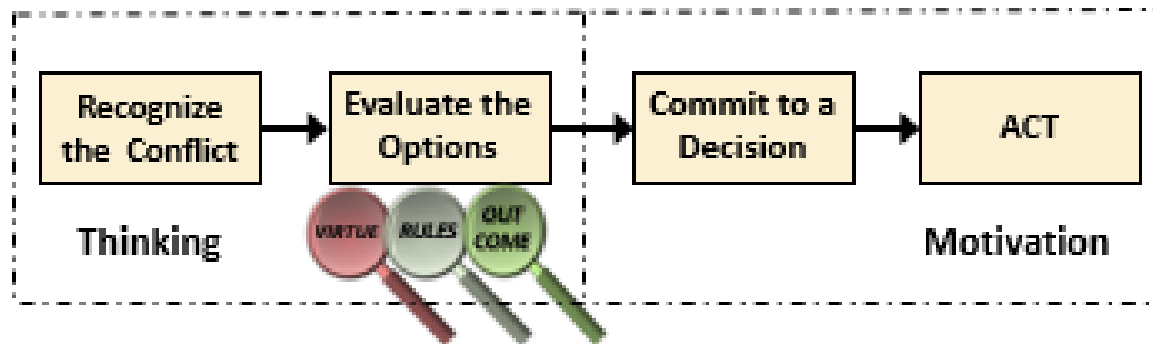 Recognize
the Conflict
Evaluate the
Options
Commit to a
Decision
ACT
VIRTUE
RULES
OUT
COME
Thinking
Motivation